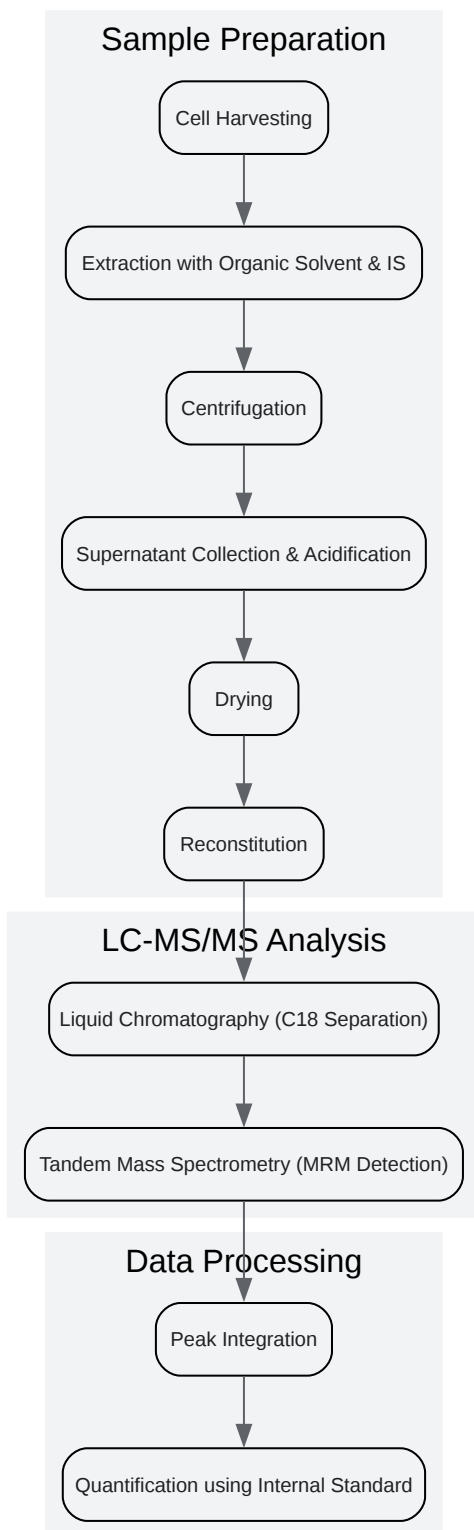 Sample Preparation
Cell Harvesting
Extraction with Organic Solvent & IS
Centrifugation
Supernatant Collection & Acidification
Drying
Reconstitution
LC-MS/MS Analysis
Liquid Chromatography (C18 Separation)
Tandem Mass Spectrometry (MRM Detection)
Data Processing
Peak Integration
Quantification using Internal Standard